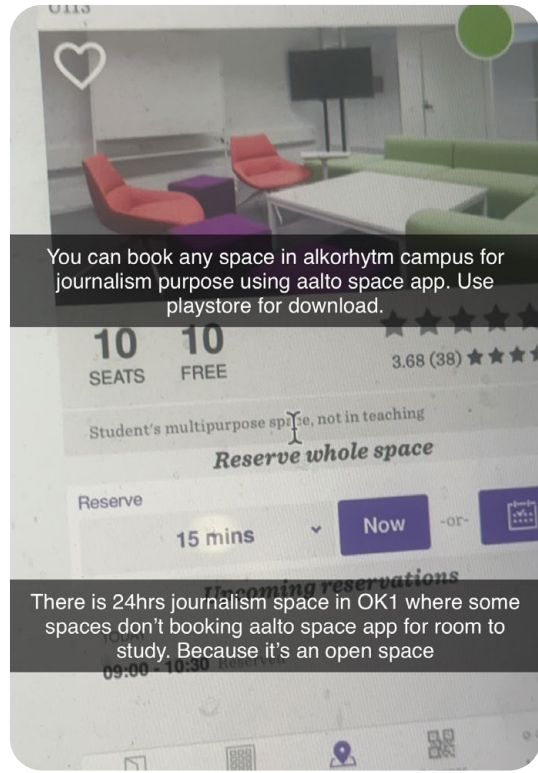 U113
You can book any space in alkorhytm campus for
journalism purpose using aalto space app. Use
playstore for download.
10
SEATS
10
FREE
3.68 (38)
Student's multipurpose space, not in teaching
Reserve whole space
Reserve
15 mins
Now
-or-
Upcoming reservations
There is 24hrs journalism space in OK1 where some
spaces don't booking aalto space app for room to
study. Because it's an open space
TODAY
09:00 - 10:30 Reserved